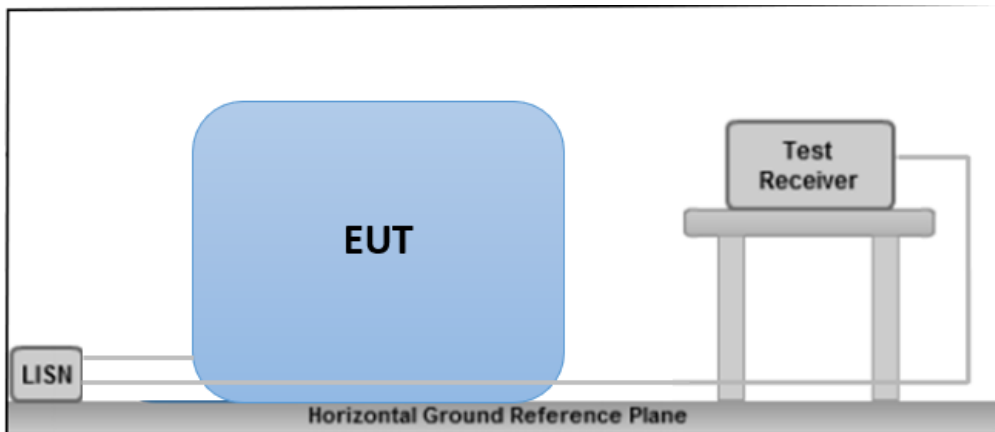 EUT
Test
Receiver
LISN
Horizontal Ground Reference Plane